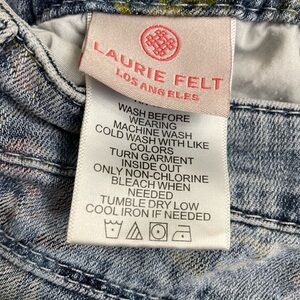 LAURIE FELT
LOS ANGELES
WASH BEFORE
WEARING
MACHINE WASH
COLD WASH WITH LIKE
COLORS
TURN GARMENT
INSIDE OUT
ONLY NON-CHLORINE
BLEACH WHEN
NEEDED
TUMBLE DRY LOW
COOL IRON IF NEEDED